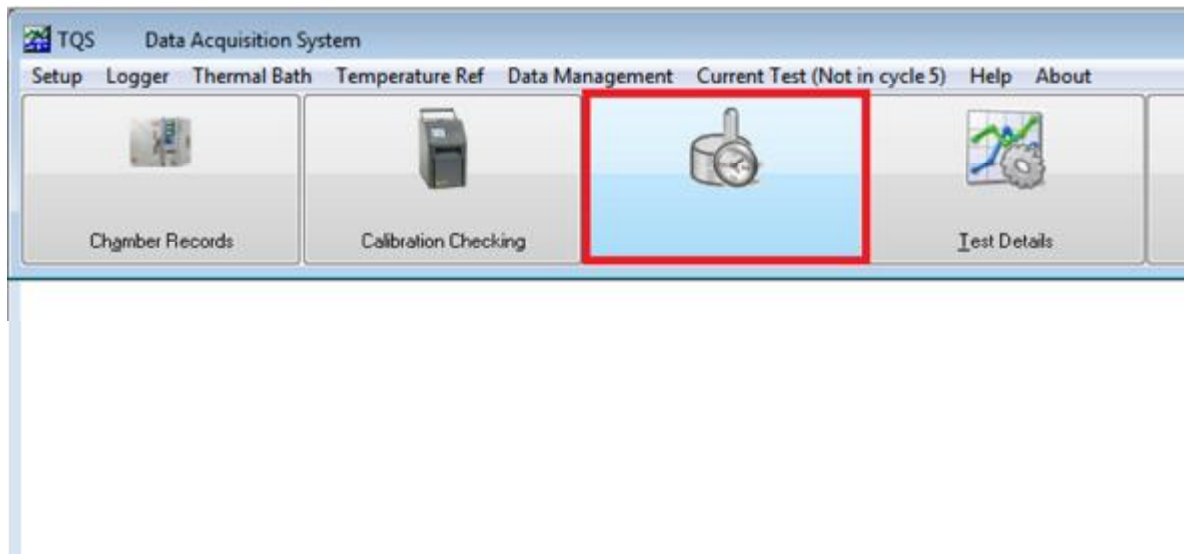 TQS Data Acquisition System
Setup Logger Thermal Bath Temperature Ref Data Management Current Test (Not in cycle 5) Help About
Chamber Records Calibration Checking Test Details